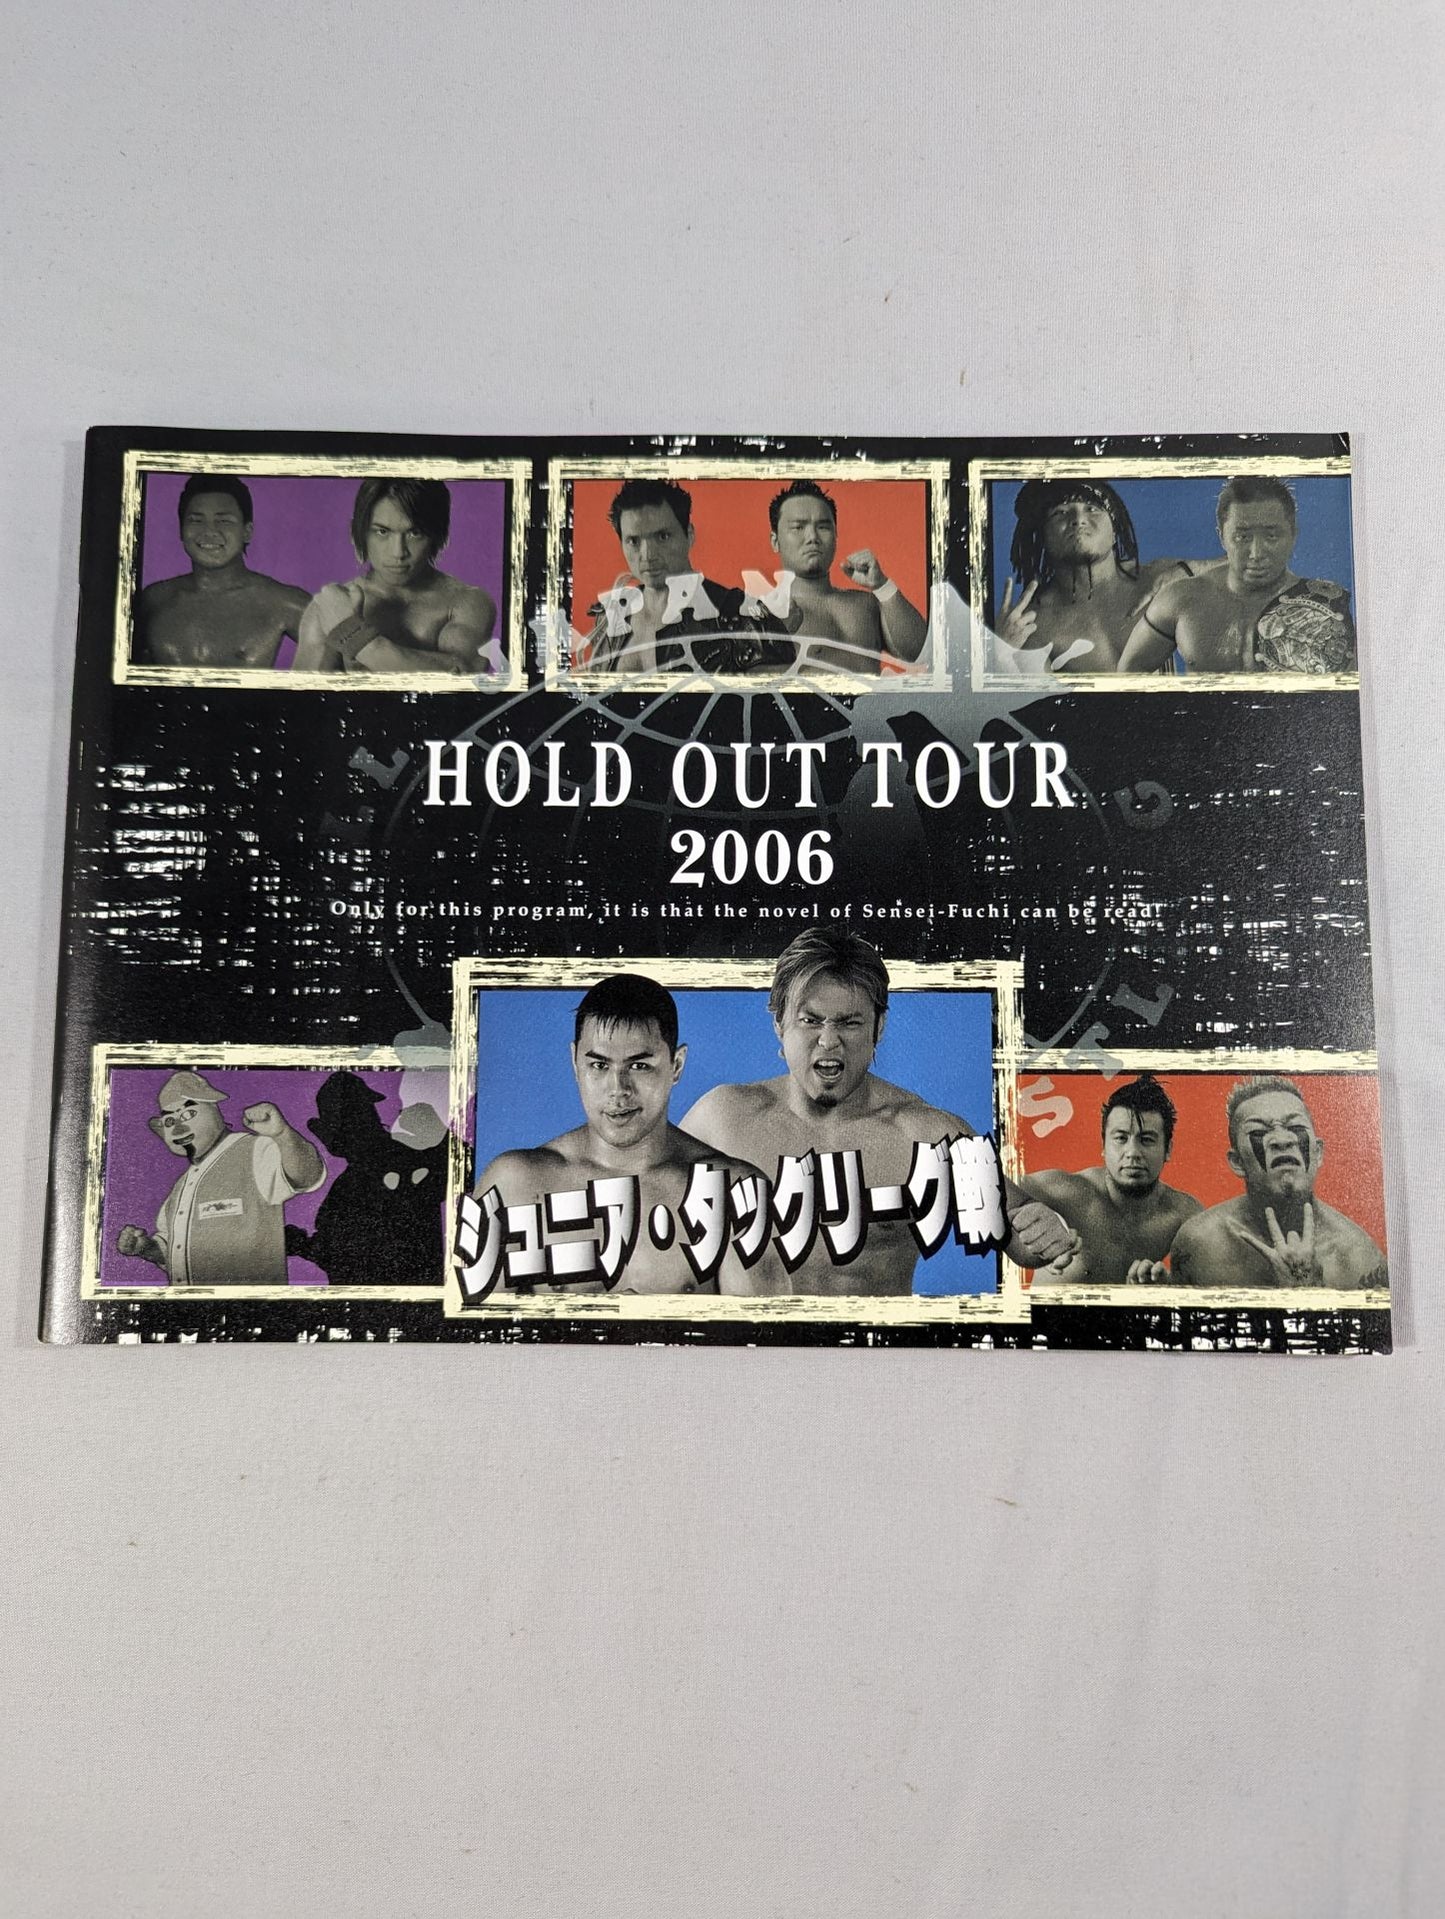 JAPAN
HOLD OUT TOUR
2006
Only for this program, it is that the novel of Sensei-Fuchi can be read!
ジュニア・タッグリーグ戦